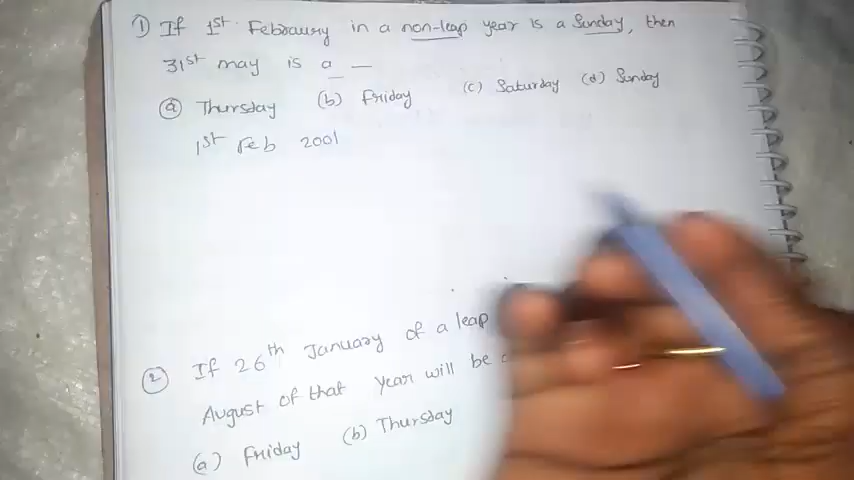 ① If 1st Febraury in a non-leap year is a Sunday, then
31st may is a —
ⓐ Thursday (b) Friday (c) Saturday (d) Sunday
1st Feb 2001
② If 26th January of a leap
August of that year will be
(a) Friday (b) Thursday